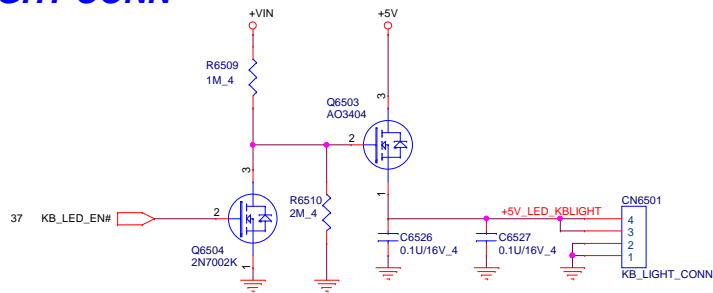 +VIN
+5V
R6509
1M_4
3
Q6503
AO3404
3
2
1
R6510
2M_4
37 KB_LED_EN#
2
Q6504
2N7002K
1
+5V_LED_KBLIGHT
C6526
0.1U/16V_4
C6527
0.1U/16V_4
CN6501
4
3
2
1
KB_LIGHT_CONN